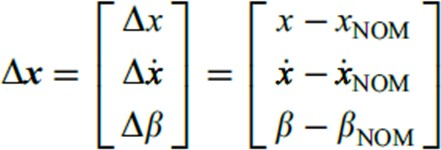 Δx = [ Δx ; Δẋ ; Δβ ] = [ x − x_NOM ; ẋ − ẋ_NOM ; β − β_NOM ]